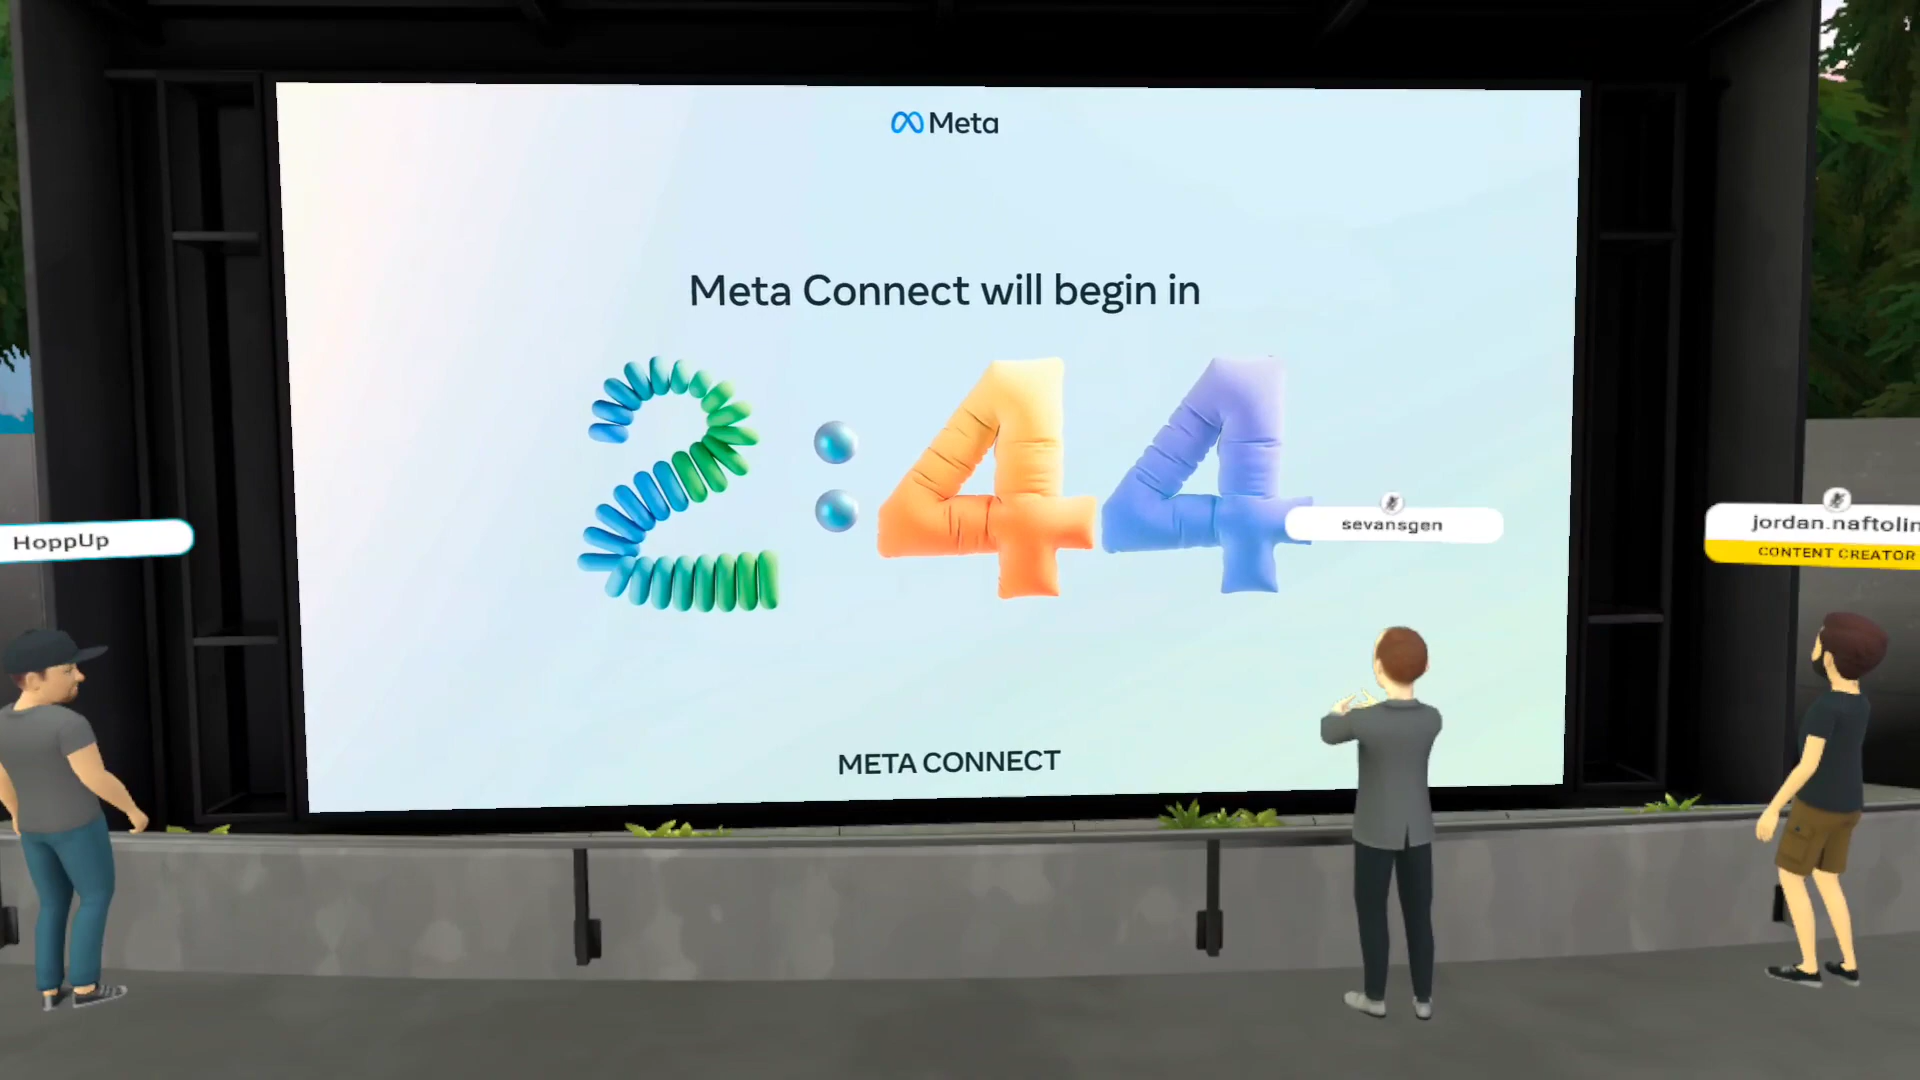 Meta
Meta Connect will begin in
2:44
HoppUp
sevansgen
jordan.naftolin
CONTENT CREATOR
META CONNECT